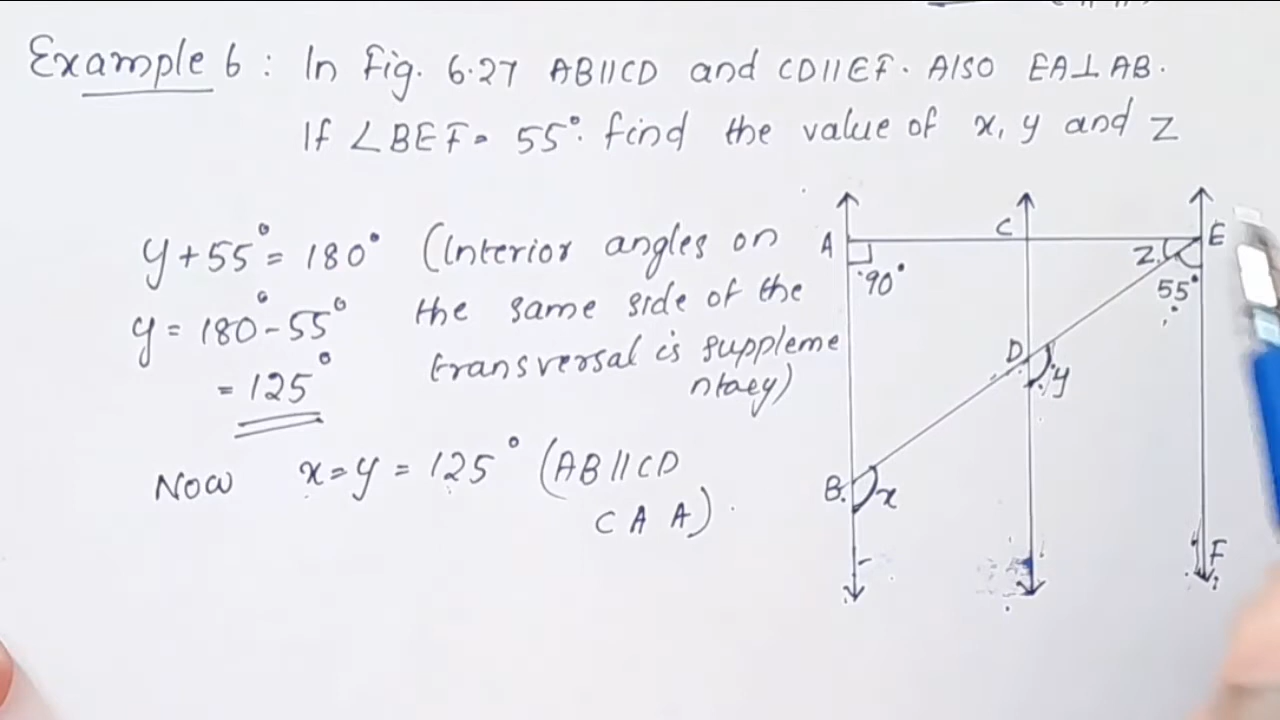 Example 6 : In Fig. 6.27 AB||CD and CD||EF. Also EA⊥AB.
If ∠BEF = 55°. find the value of x, y and z
y + 55° = 180° (Interior angles on
the same side of the
transversal is suppleme
ntaey)
y = 180° - 55°
= 125°
Now x = y = 125° (AB||CD
CAA).
A
C
E
90°
z
55°
D
y
B
x
F